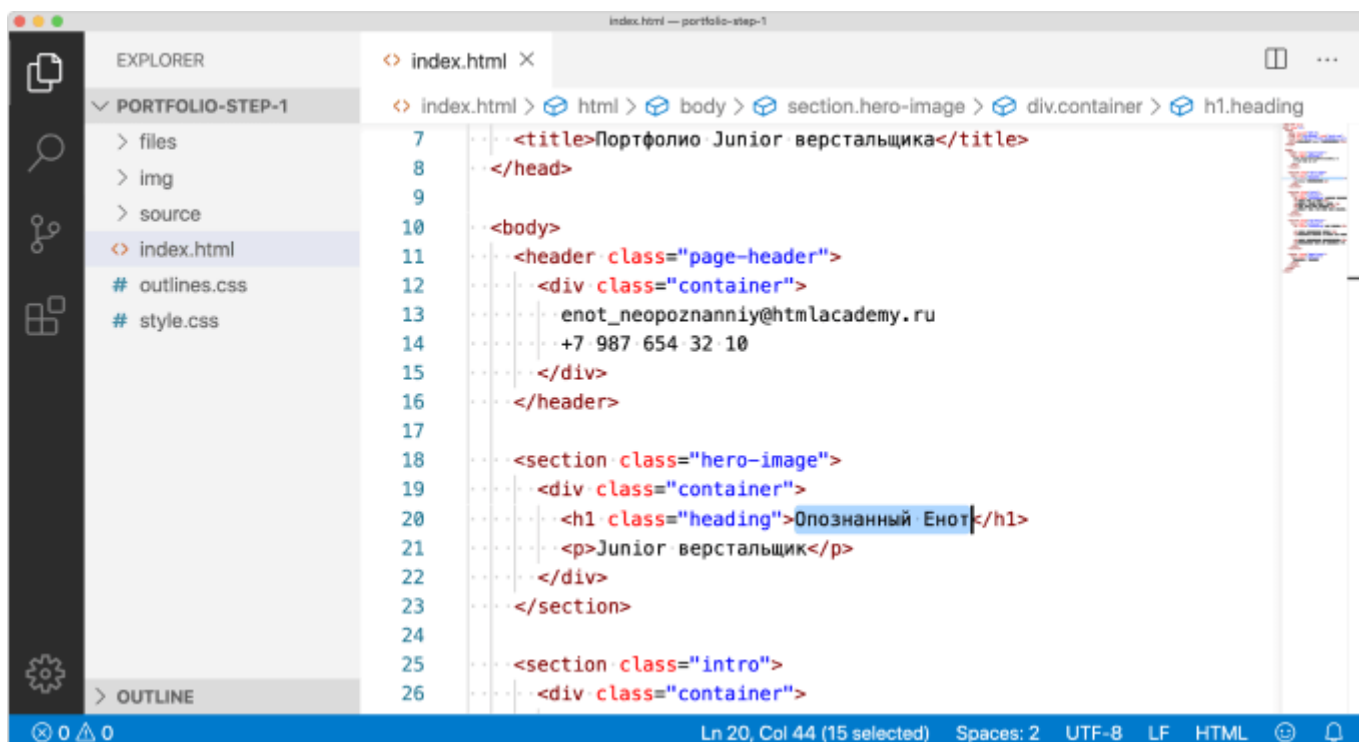 index.html — portfolio-step-1
EXPLORER
index.html
PORTFOLIO-STEP-1
index.html > html > body > section.hero-image > div.container > h1.heading
files
img
source
index.html
# outlines.css
# style.css
7 <title>Портфолио Junior верстальщика</title>
8 </head>
9
10 <body>
11 <header class="page-header">
12 <div class="container">
13 enot_neopoznanniy@htmlacademy.ru
14 +7 987 654 32 10
15 </div>
16 </header>
17
18 <section class="hero-image">
19 <div class="container">
20 <h1 class="heading">Опознанный Енот</h1>
21 <p>Junior верстальщик</p>
22 </div>
23 </section>
24
25 <section class="intro">
26 <div class="container">
OUTLINE
0 0 Ln 20, Col 44 (15 selected) Spaces: 2 UTF-8 LF HTML